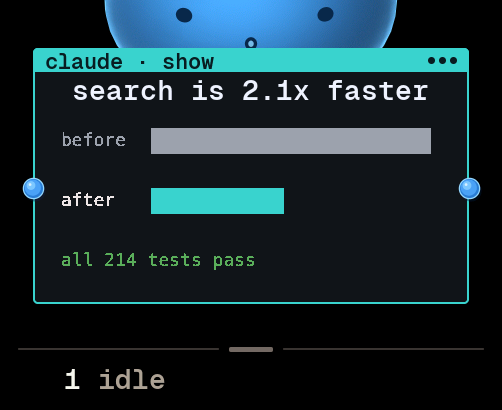 claude · show
search is 2.1x faster
before
after
all 214 tests pass
1 idle